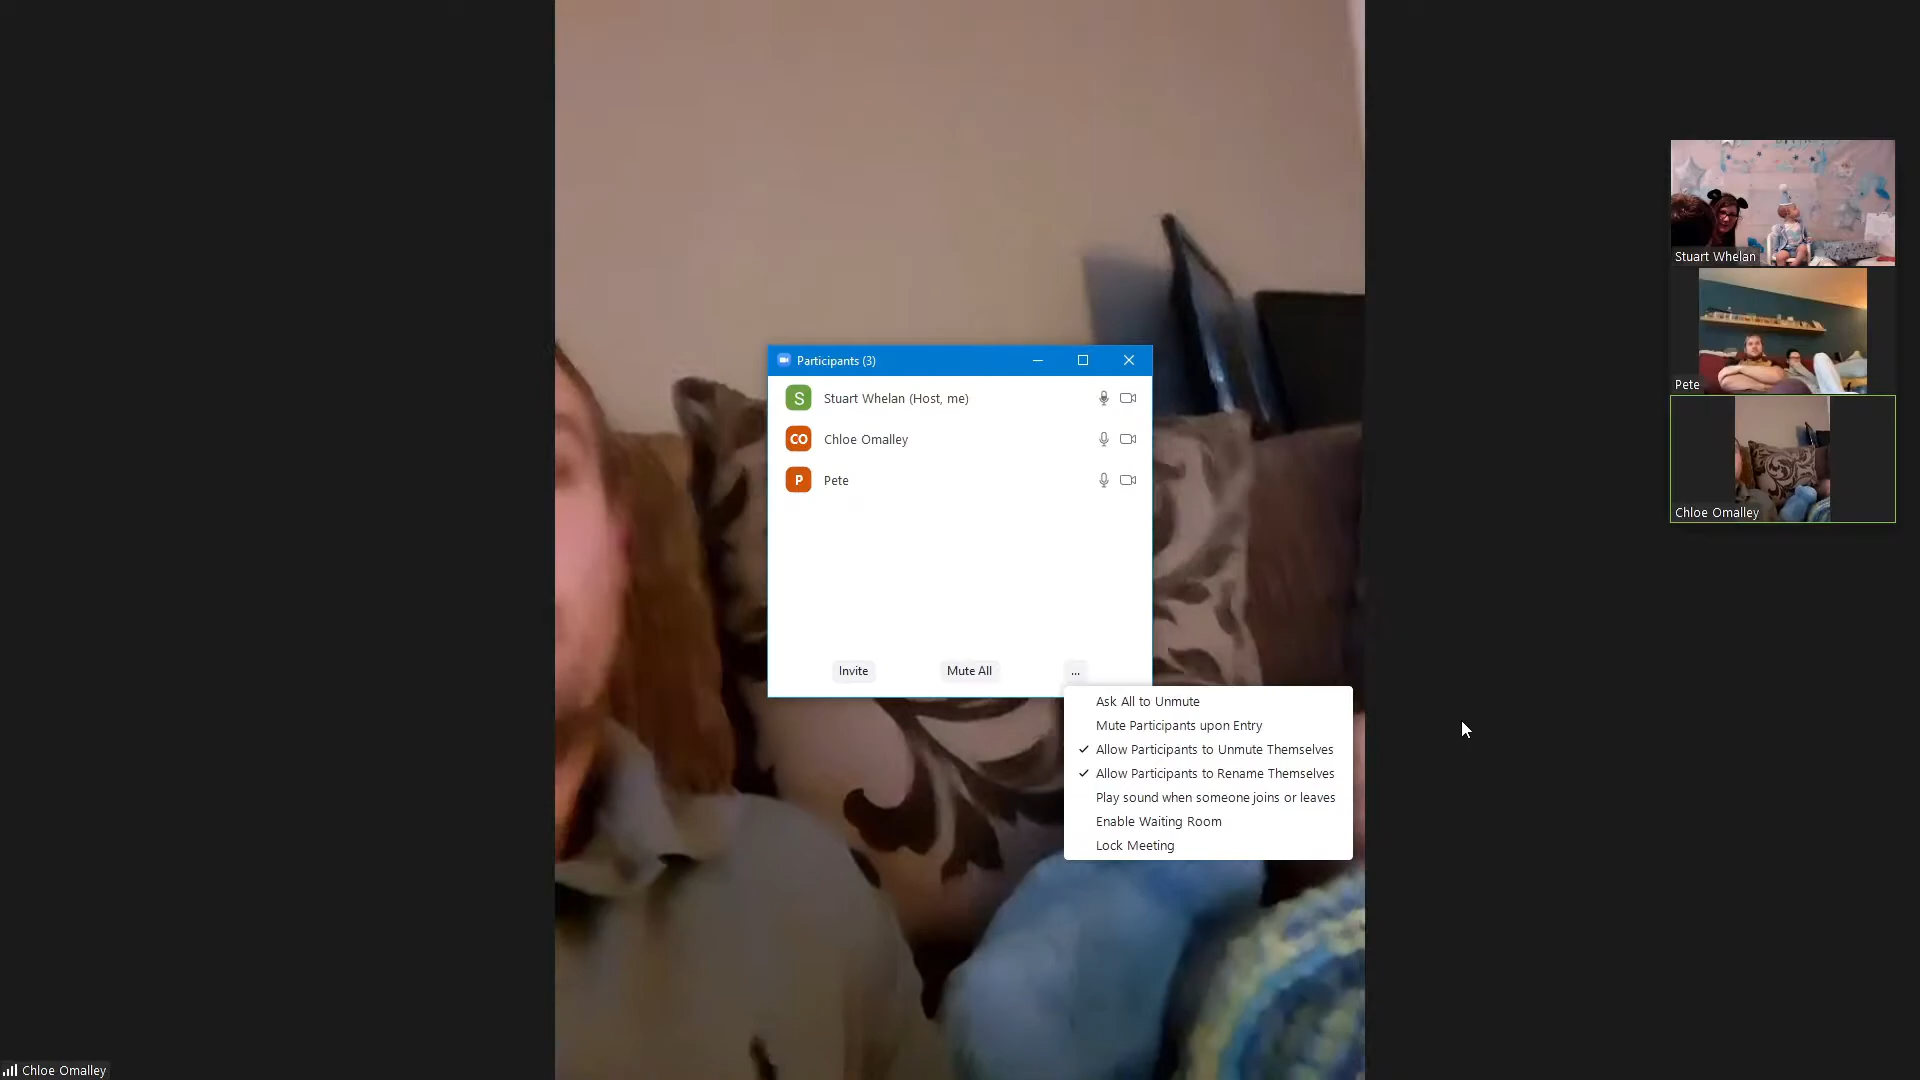 Participants (3)
S Stuart Whelan (Host, me)
CO Chloe Omalley
P Pete
Invite Mute All ...
Ask All to Unmute
Mute Participants upon Entry
Allow Participants to Unmute Themselves
Allow Participants to Rename Themselves
Play sound when someone joins or leaves
Enable Waiting Room
Lock Meeting
Stuart Whelan
Pete
Chloe Omalley
Chloe Omalley